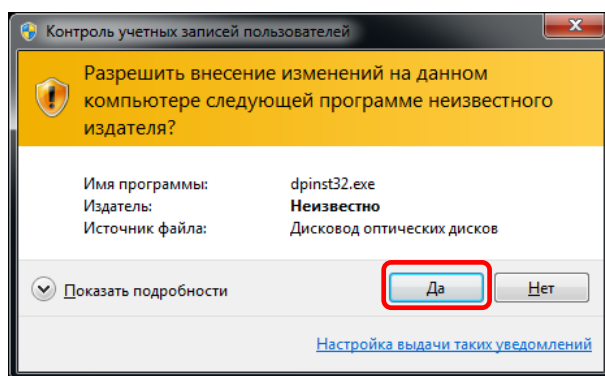 Контроль учетных записей пользователей
Разрешить внесение изменений на данном
компьютере следующей программе неизвестного
издателя?
Имя программы: dpinst32.exe
Издатель: Неизвестно
Источник файла: Дисковод оптических дисков
Показать подробности Да Нет
Настройка выдачи таких уведомлений